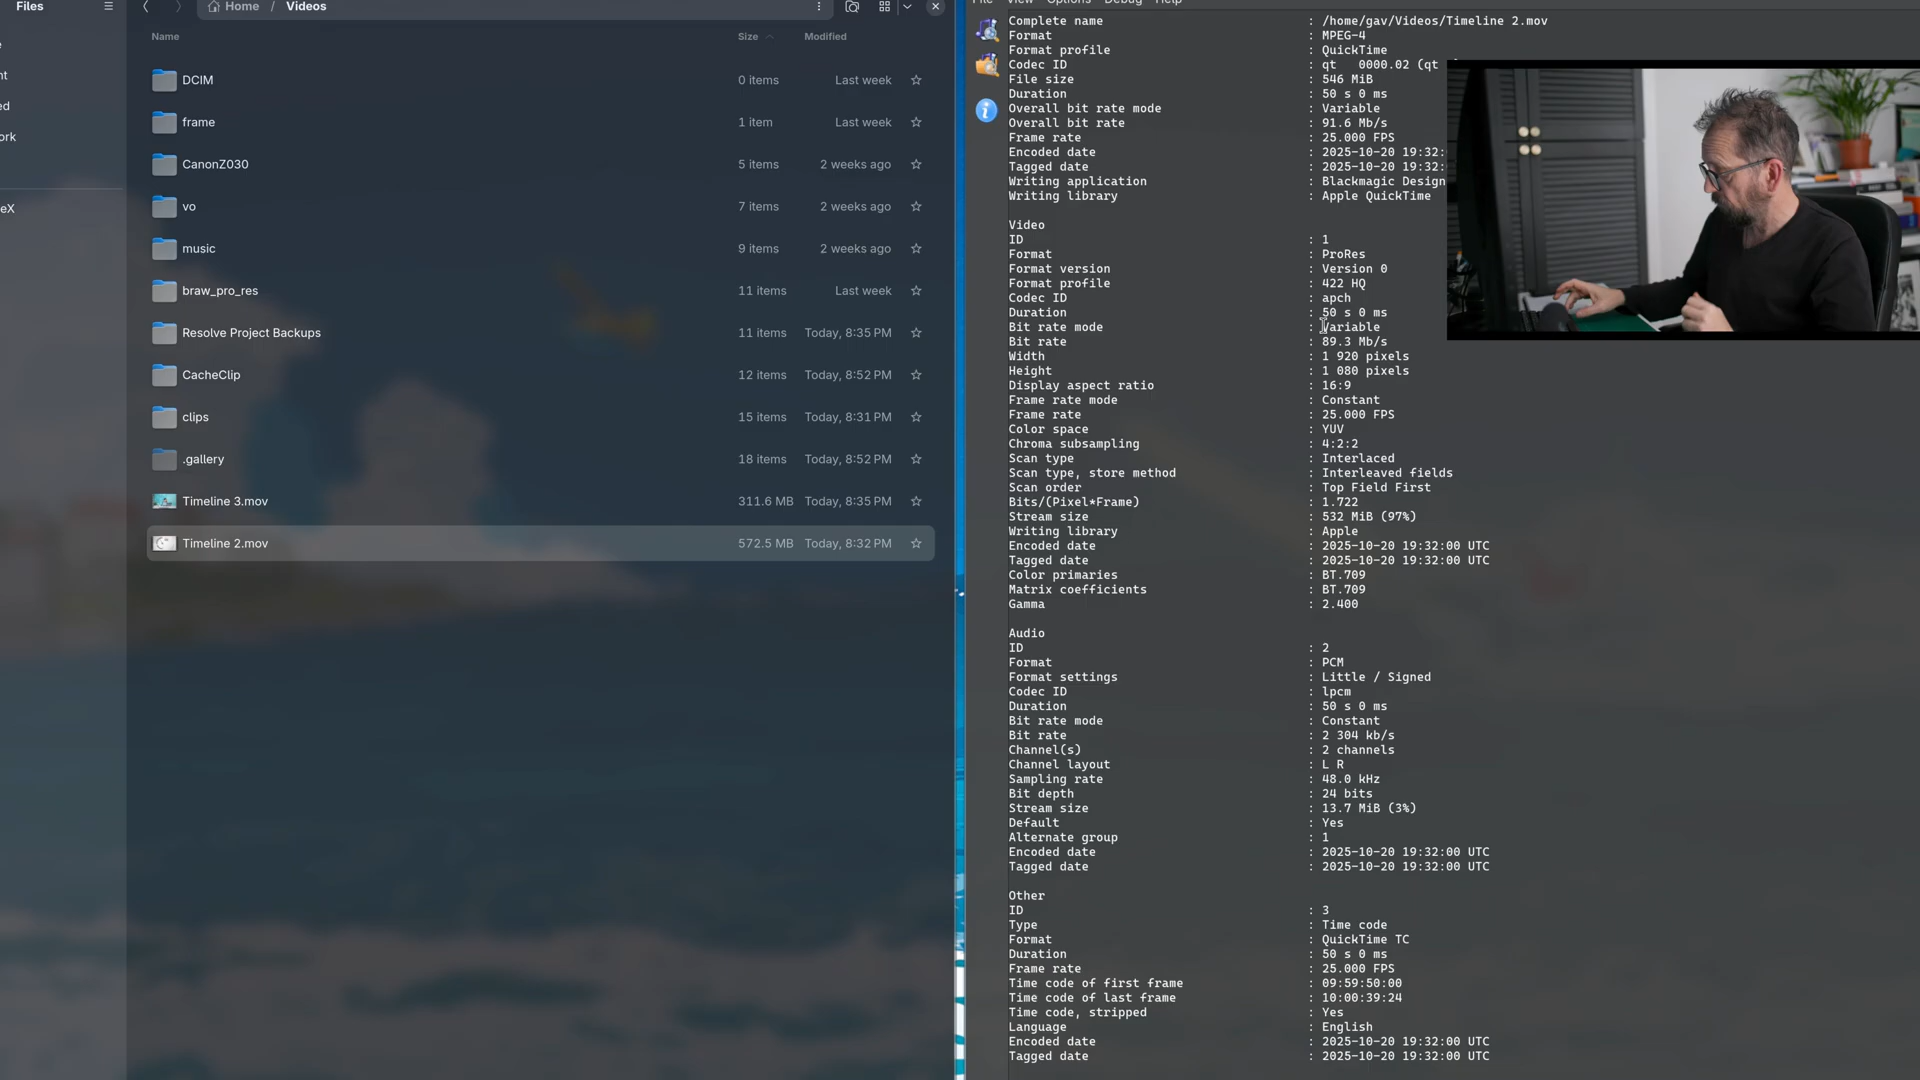 Files
Home / Videos
Name Size Modified
nt
ed
ork
eX
DCIM 0 items Last week
frame 1 item Last week
CanonZ030 5 items 2 weeks ago
vo 7 items 2 weeks ago
music 9 items 2 weeks ago
braw_pro_res 11 items Last week
Resolve Project Backups 11 items Today, 8:35 PM
CacheClip 12 items Today, 8:52 PM
clips 15 items Today, 8:31 PM
.gallery 18 items Today, 8:52 PM
Timeline 3.mov 311.6 MB Today, 8:35 PM
Timeline 2.mov 572.5 MB Today, 8:32 PM
File View Options Debug Help
Complete name : /home/gav/Videos/Timeline 2.mov
Format : MPEG-4
Format profile : QuickTime
Codec ID : qt 0000.02 (qt
File size : 546 MiB
Duration : 50 s 0 ms
Overall bit rate mode : Variable
Overall bit rate : 91.6 Mb/s
Frame rate : 25.000 FPS
Encoded date : 2025-10-20 19:32:
Tagged date : 2025-10-20 19:32:
Writing application : Blackmagic Design
Writing library : Apple QuickTime
Video
ID : 1
Format : ProRes
Format version : Version 0
Format profile : 422 HQ
Codec ID : apch
Duration : 50 s 0 ms
Bit rate mode : Variable
Bit rate : 89.3 Mb/s
Width : 1 920 pixels
Height : 1 080 pixels
Display aspect ratio : 16:9
Frame rate mode : Constant
Frame rate : 25.000 FPS
Color space : YUV
Chroma subsampling : 4:2:2
Scan type : Interlaced
Scan type, store method : Interleaved fields
Scan order : Top Field First
Bits/(Pixel*Frame) : 1.722
Stream size : 532 MiB (97%)
Writing library : Apple
Encoded date : 2025-10-20 19:32:00 UTC
Tagged date : 2025-10-20 19:32:00 UTC
Color primaries : BT.709
Matrix coefficients : BT.709
Gamma : 2.400
Audio
ID : 2
Format : PCM
Format settings : Little / Signed
Codec ID : lpcm
Duration : 50 s 0 ms
Bit rate mode : Constant
Bit rate : 2 304 kb/s
Channel(s) : 2 channels
Channel layout : L R
Sampling rate : 48.0 kHz
Bit depth : 24 bits
Stream size : 13.7 MiB (3%)
Default : Yes
Alternate group : 1
Encoded date : 2025-10-20 19:32:00 UTC
Tagged date : 2025-10-20 19:32:00 UTC
Other
ID : 3
Type : Time code
Format : QuickTime TC
Duration : 50 s 0 ms
Frame rate : 25.000 FPS
Time code of first frame : 09:59:50:00
Time code of last frame : 10:00:39:24
Time code, stripped : Yes
Language : English
Encoded date : 2025-10-20 19:32:00 UTC
Tagged date : 2025-10-20 19:32:00 UTC